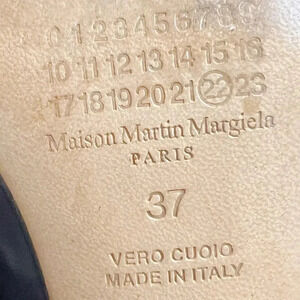 0 1 2 3 4 5 6 7 8 9
10 11 12 13 14 15 16
17 18 19 20 21 22 23
Maison Martin Margiela
PARIS
37
VERO CUOIO
MADE IN ITALY